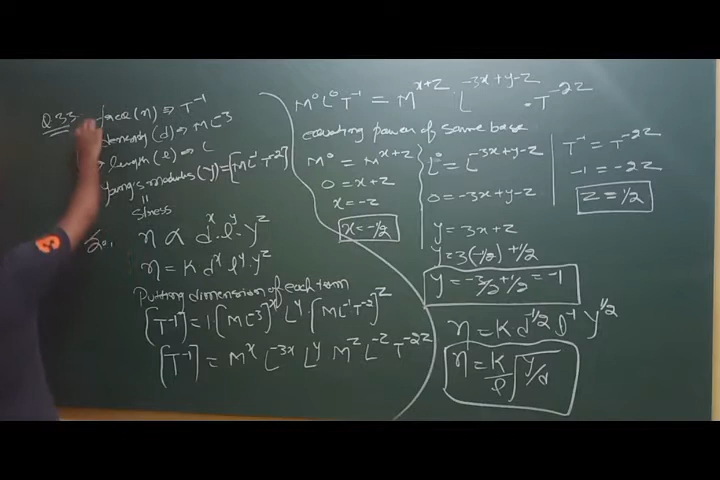 Q33. (n) ⇒ T⁻¹
density (d) ⇒ ML⁻³
length (l) ⇒ L
Young's modulus (Y) = [ML⁻¹T⁻²]
॥
stress
So, n ∝ dˣ·lʸ·Yᶻ
n = K dˣ lʸ yᶻ
Putting dimension of each term
[T⁻¹] = 1 [ML⁻³]ˣ Lʸ [ML⁻¹T⁻²]ᶻ
[T⁻¹] = Mˣ L⁻³ˣ Lʸ Mᶻ L⁻ᶻ T⁻²ᶻ
M⁰L⁰T⁻¹ = Mˣ⁺ᶻ L⁻³ˣ⁺ʸ⁻ᶻ · T⁻²ᶻ
equating power of same base
M⁰ = Mˣ⁺ᶻ
0 = x+z
x = -z
x = -1/2
L⁰ = L⁻³ˣ⁺ʸ⁻ᶻ
0 = -3x+y-z
y = 3x+z
y = 3(-1/2) + 1/2
y = -3/2 + 1/2 = -1
T⁻¹ = T⁻²ᶻ
-1 = -2z
z = 1/2
n = K d^-1/2 l⁻¹ Y^1/2
n = K/l √Y/d